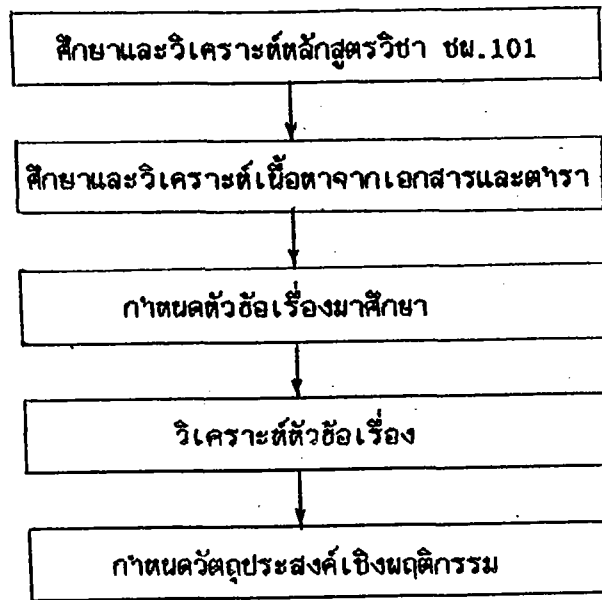 ศึกษาและวิเคราะห์หลักสูตรวิชา ชผ.101
ศึกษาและวิเคราะห์เนื้อหาจากเอกสารและตำรา
กำหนดหัวข้อเรื่องมาศึกษา
วิเคราะห์หัวข้อเรื่อง
กำหนดวัตถุประสงค์เชิงพฤติกรรม